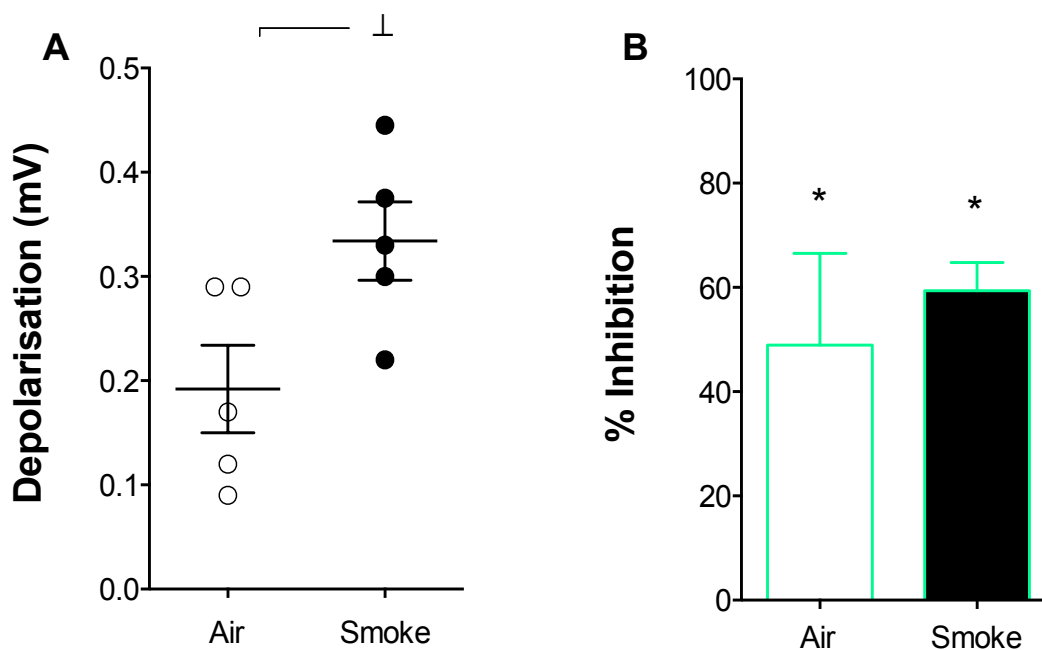 A
⊥
Depolarisation (mV)
0.5
0.4
0.3
0.2
0.1
0.0
Air
Smoke
B
% Inhibition
100
80
60
40
20
0
*
*
Air
Smoke